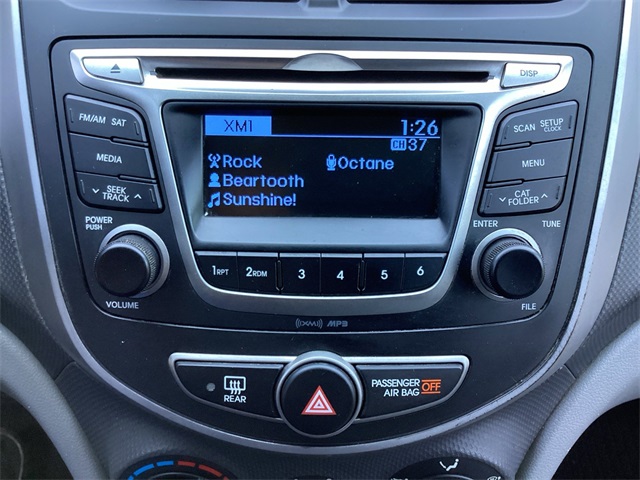 DISP
FM/AM SAT
MEDIA
SEEK
TRACK
POWER
PUSH
VOLUME
XM1 1:26
CH37
Rock Octane
Beartooth
Sunshine!
SCAN SETUP
CLOCK
MENU
CAT
FOLDER
ENTER TUNE
FILE
1 RPT 2 RDM 3 4 5 6
((XM)) MP3
REAR
PASSENGER OFF
AIR BAG